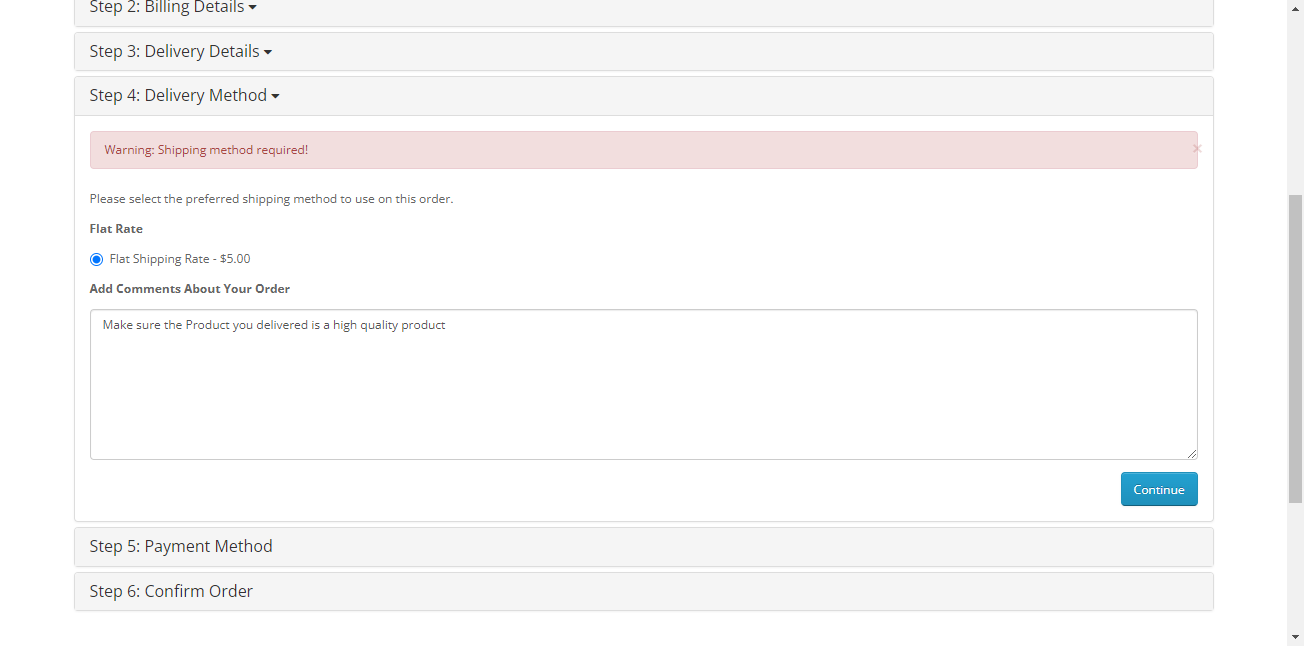 Step 2: Billing Details
Step 3: Delivery Details
Step 4: Delivery Method
Warning: Shipping method required!
×
Please select the preferred shipping method to use on this order.
Flat Rate
Flat Shipping Rate - $5.00
Add Comments About Your Order
Make sure the Product you delivered is a high quality product
Continue
Step 5: Payment Method
Step 6: Confirm Order